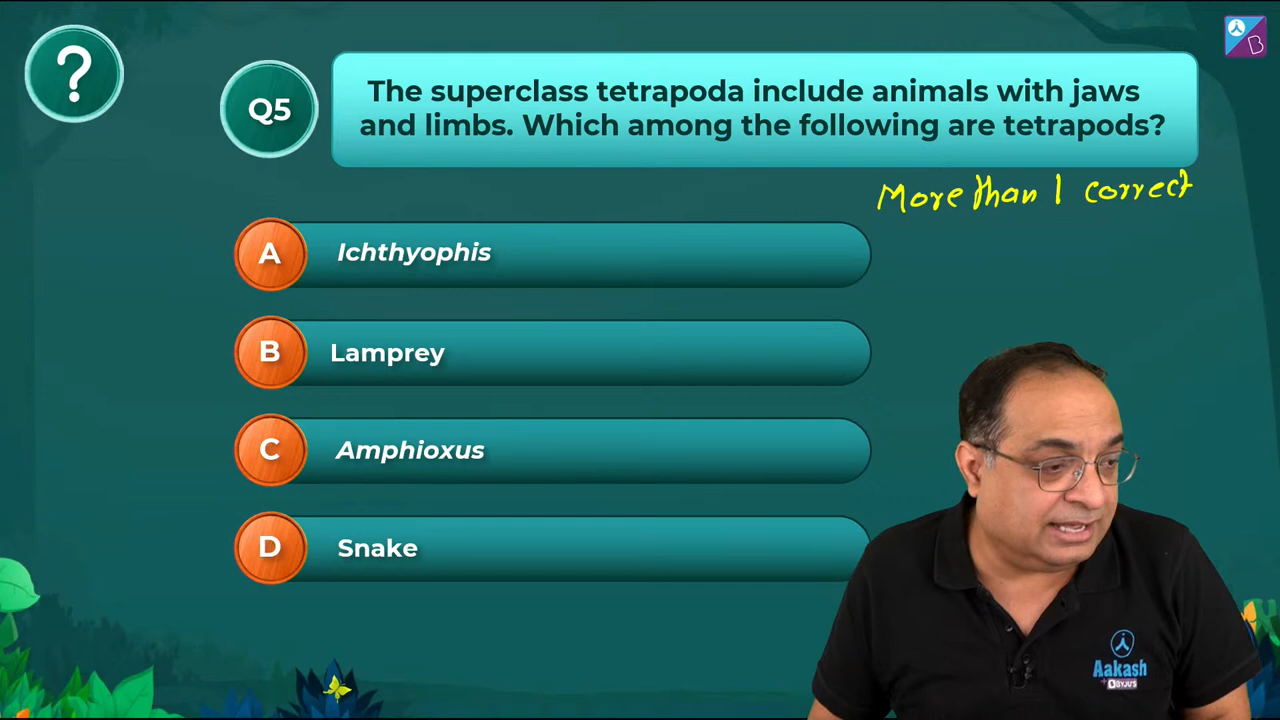 ?
Q5
The superclass tetrapoda include animals with jaws
and limbs. Which among the following are tetrapods?
More than 1 correct
A
Ichthyophis
B
Lamprey
C
Amphioxus
D
Snake
Aakash
BYJU'S
B